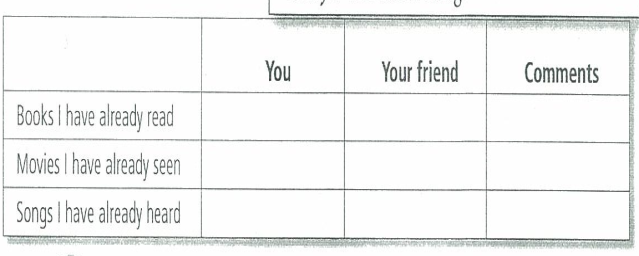 You Your friend Comments
Books I have already read
Movies I have already seen
Songs I have already heard